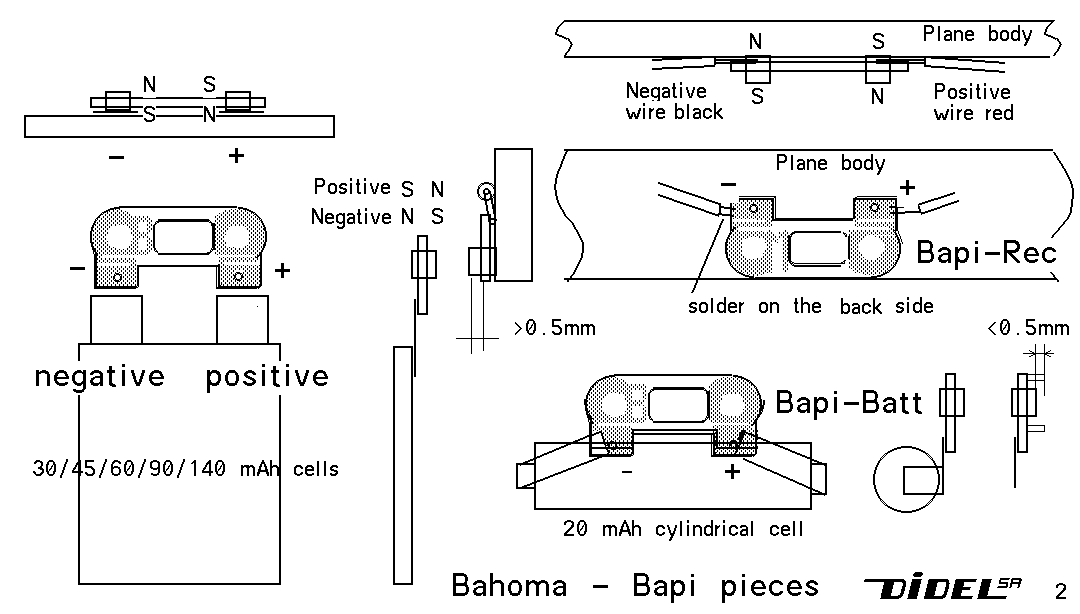 N S
S N
− +
− +
negative positive
30/45/60/90/140 mAh cells
Positive S N
Negative N S
>0.5mm
Plane body
N S
S N
Negative
wire black
Positive
wire red
Plane body
− +
Bapi−Rec
solder on the back side
<0.5mm
Bapi−Batt
− +
20 mAh cylindrical cell
Bahoma − Bapi pieces
DIDEL SA
2